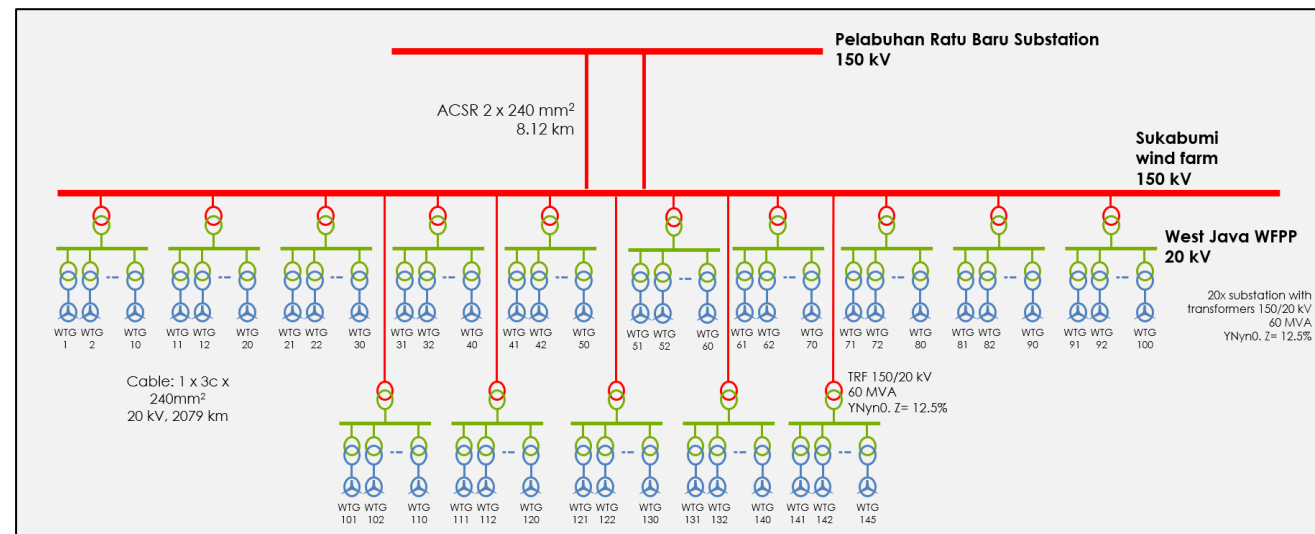 Pelabuhan Ratu Baru Substation
150 kV
ACSR 2 x 240 mm²
8.12 km
Sukabumi
wind farm
150 kV
West Java WFPP
20 kV
20x substation with
transformers 150/20 kV
60 MVA
YNyn0. Z= 12.5%
WTG WTG WTG WTG WTG WTG WTG WTG WTG WTG WTG WTG WTG WTG WTG WTG WTG WTG WTG WTG WTG WTG WTG WTG WTG WTG WTG WTG WTG WTG
1 2 10 11 12 20 21 22 30 31 32 40 41 42 50 51 52 60 61 62 70 71 72 80 81 82 90 91 92 100
Cable: 1 x 3c x
240mm²
20 kV, 2079 km
TRF 150/20 kV
60 MVA
YNyn0. Z= 12.5%
WTG WTG WTG WTG WTG WTG WTG WTG WTG WTG WTG WTG WTG WTG WTG
101 102 110 111 112 120 121 122 130 131 132 140 141 142 145